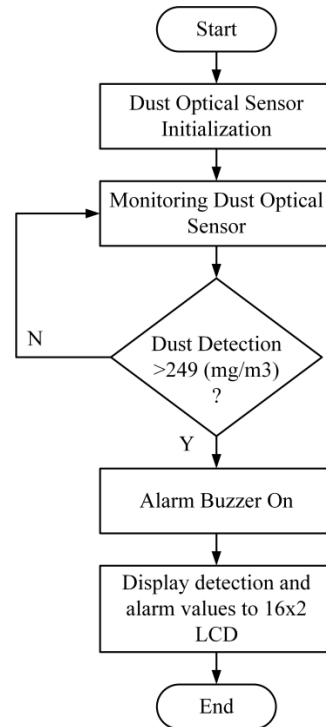 Start
Dust Optical Sensor
Initialization
Monitoring Dust Optical
Sensor
N
Dust Detection
>249 (mg/m3)
?
Y
Alarm Buzzer On
Display detection and
alarm values to 16x2
LCD
End